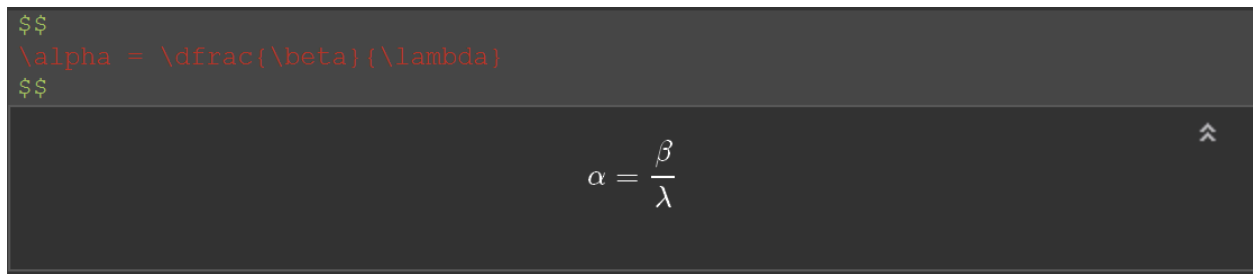 $$
\alpha = \dfrac{\beta}{\lambda}
$$
α = β/λ